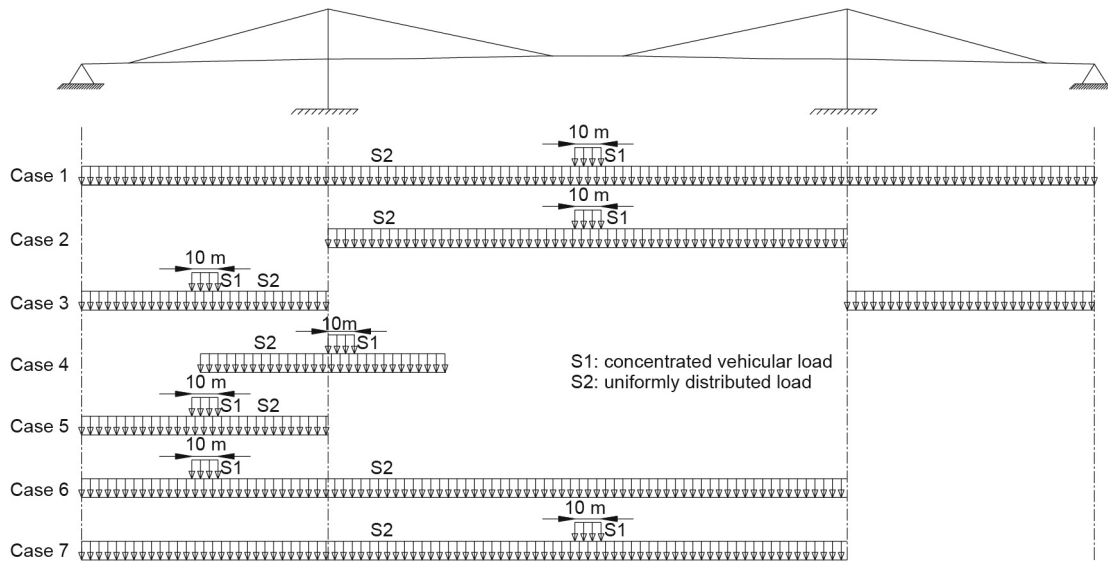 10 m
S2 S1
Case 1
10 m
S2 S1
Case 2
10 m
S1 S2
Case 3
10m
S2 S1
Case 4
S1: concentrated vehicular load
S2: uniformly distributed load
10 m
S1 S2
Case 5
10 m
S1 S2
Case 6
10 m
S2 S1
Case 7